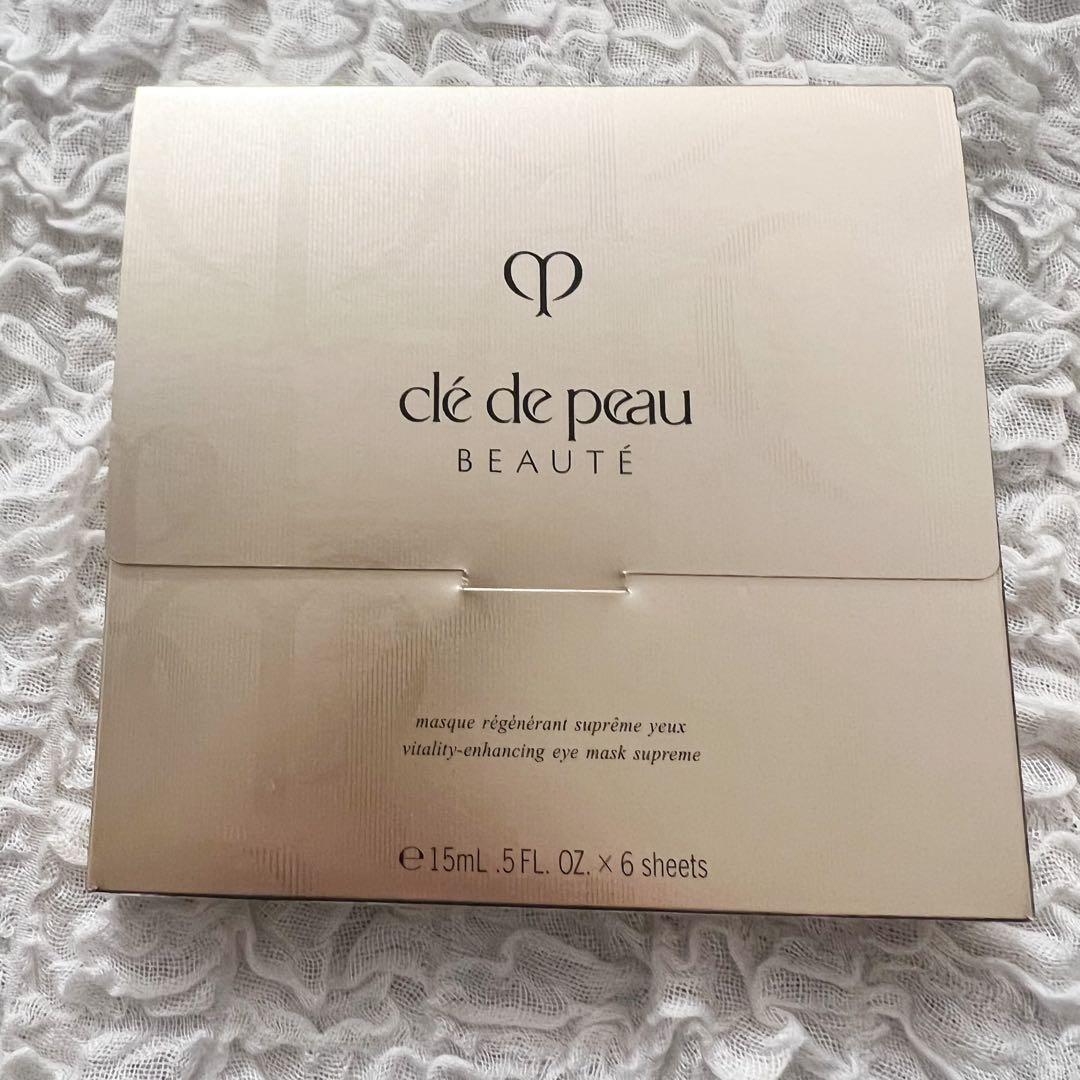 clé de peau
BEAUTÉ
masque régénérant suprême yeux
vitality-enhancing eye mask supreme
℮15mL .5 FL. OZ. × 6 sheets